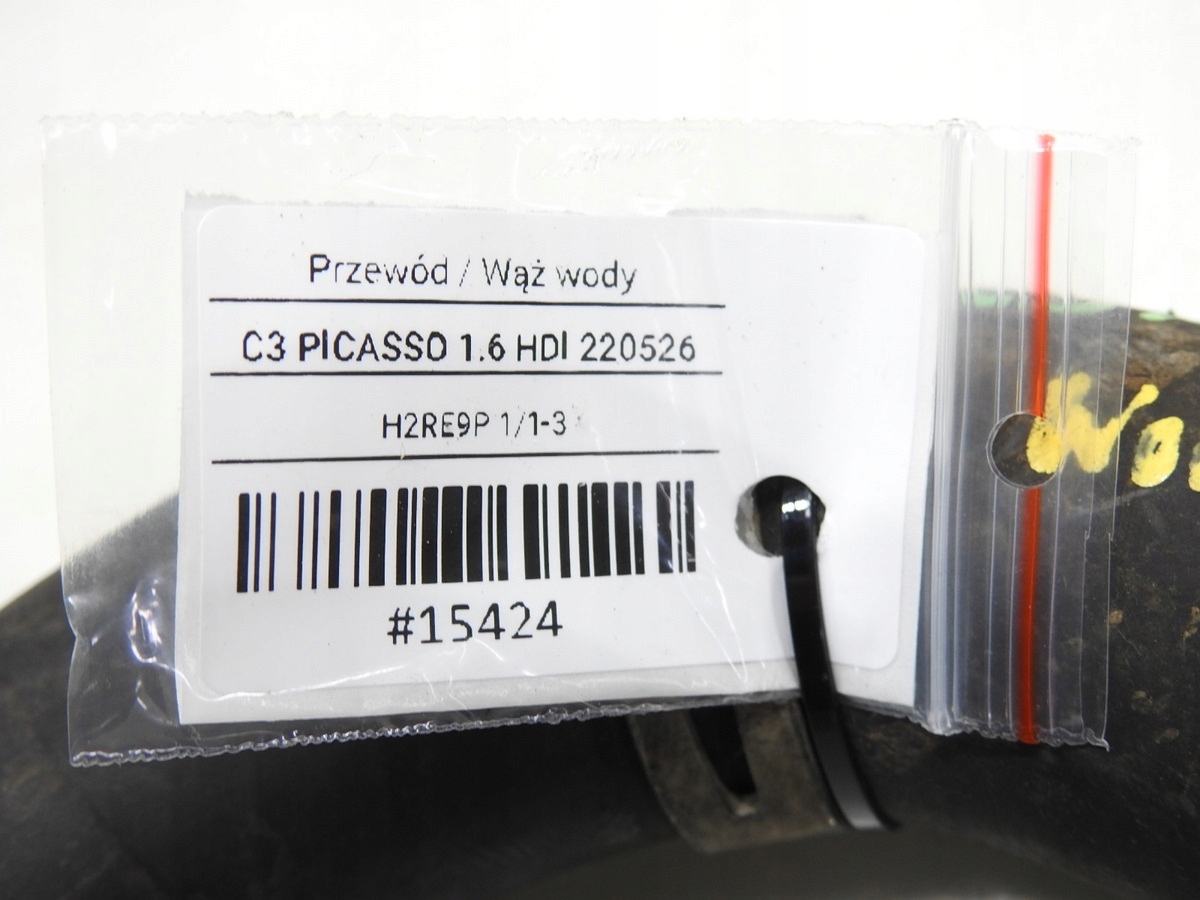 Przewód / Wąż wody
C3 PICASSO 1.6 HDI 220526
H2RE9P 1/1-3
#15424